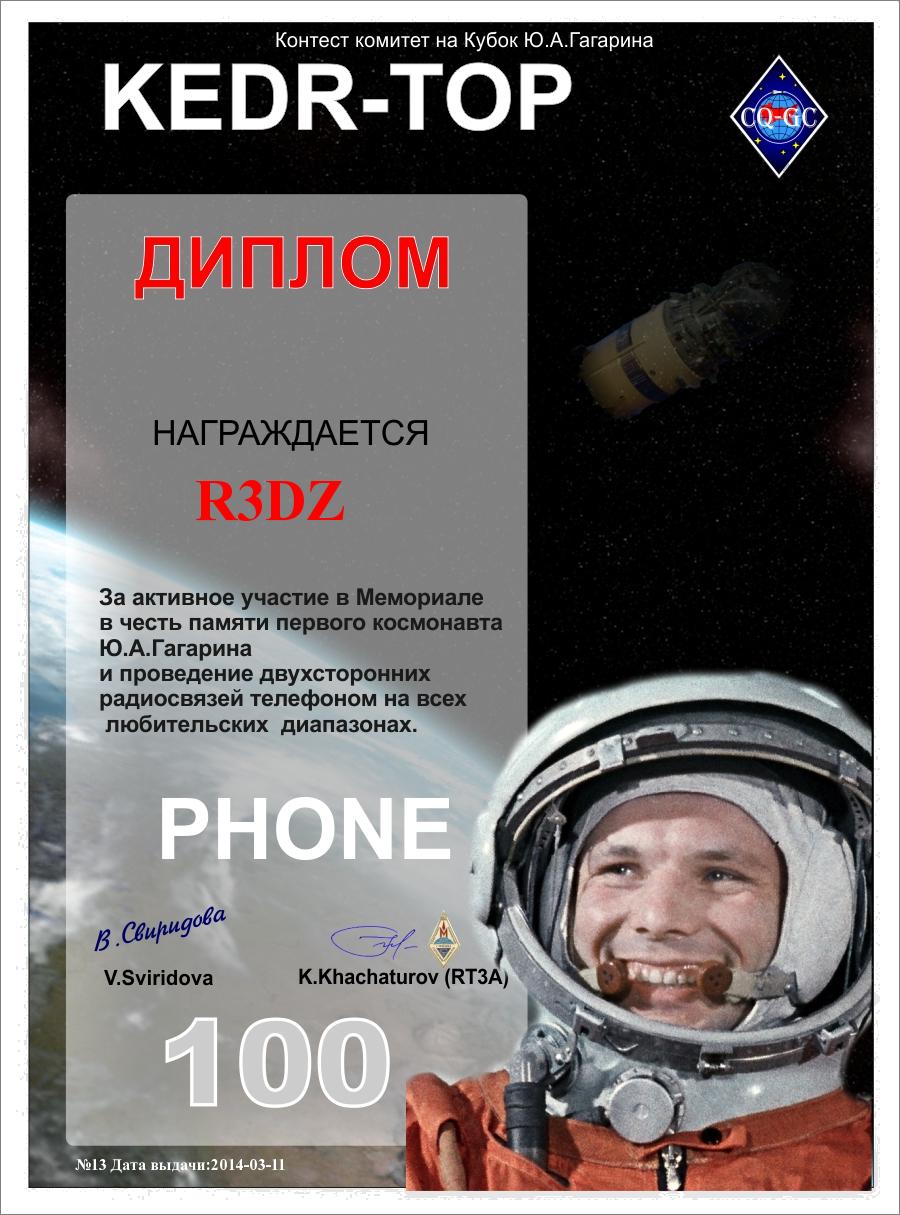 Контест комитет на Кубок Ю.А.Гагарина
KEDR-TOP
CQ-GC
ДИПЛОМ
НАГРАЖДАЕТСЯ
R3DZ
За активное участие в Мемориале
в честь памяти первого космонавта
Ю.А.Гагарина
и проведение двухсторонних
радиосвязей телефоном на всех
любительских диапазонах.
PHONE
В.Свиридова
V.Sviridova
K.Khachaturov (RT3A)
100
№13 Дата выдачи:2014-03-11